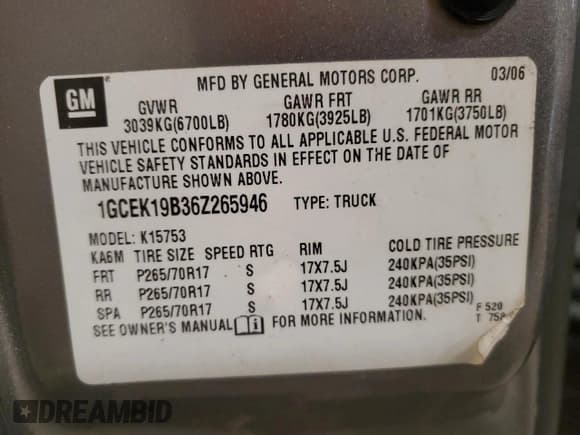 GM
MFD BY GENERAL MOTORS CORP. 03/06
GVWR GAWR FRT GAWR RR
3039KG(6700LB) 1780KG(3925LB) 1701KG(3750LB)
THIS VEHICLE CONFORMS TO ALL APPLICABLE U.S. FEDERAL MOTOR
VEHICLE SAFETY STANDARDS IN EFFECT ON THE DATE OF
MANUFACTURE SHOWN ABOVE.
1GCEK19B36Z265946 TYPE: TRUCK
MODEL: K15753
KA6M TIRE SIZE SPEED RTG RIM COLD TIRE PRESSURE
FRT P265/70R17 S 17X7.5J 240KPA(35PSI)
RR P265/70R17 S 17X7.5J 240KPA(35PSI)
SPA P265/70R17 S 17X7.5J 240KPA(35PSI)
SEE OWNER'S MANUAL i FOR MORE INFORMATION.
F 520
T
DREAMBID